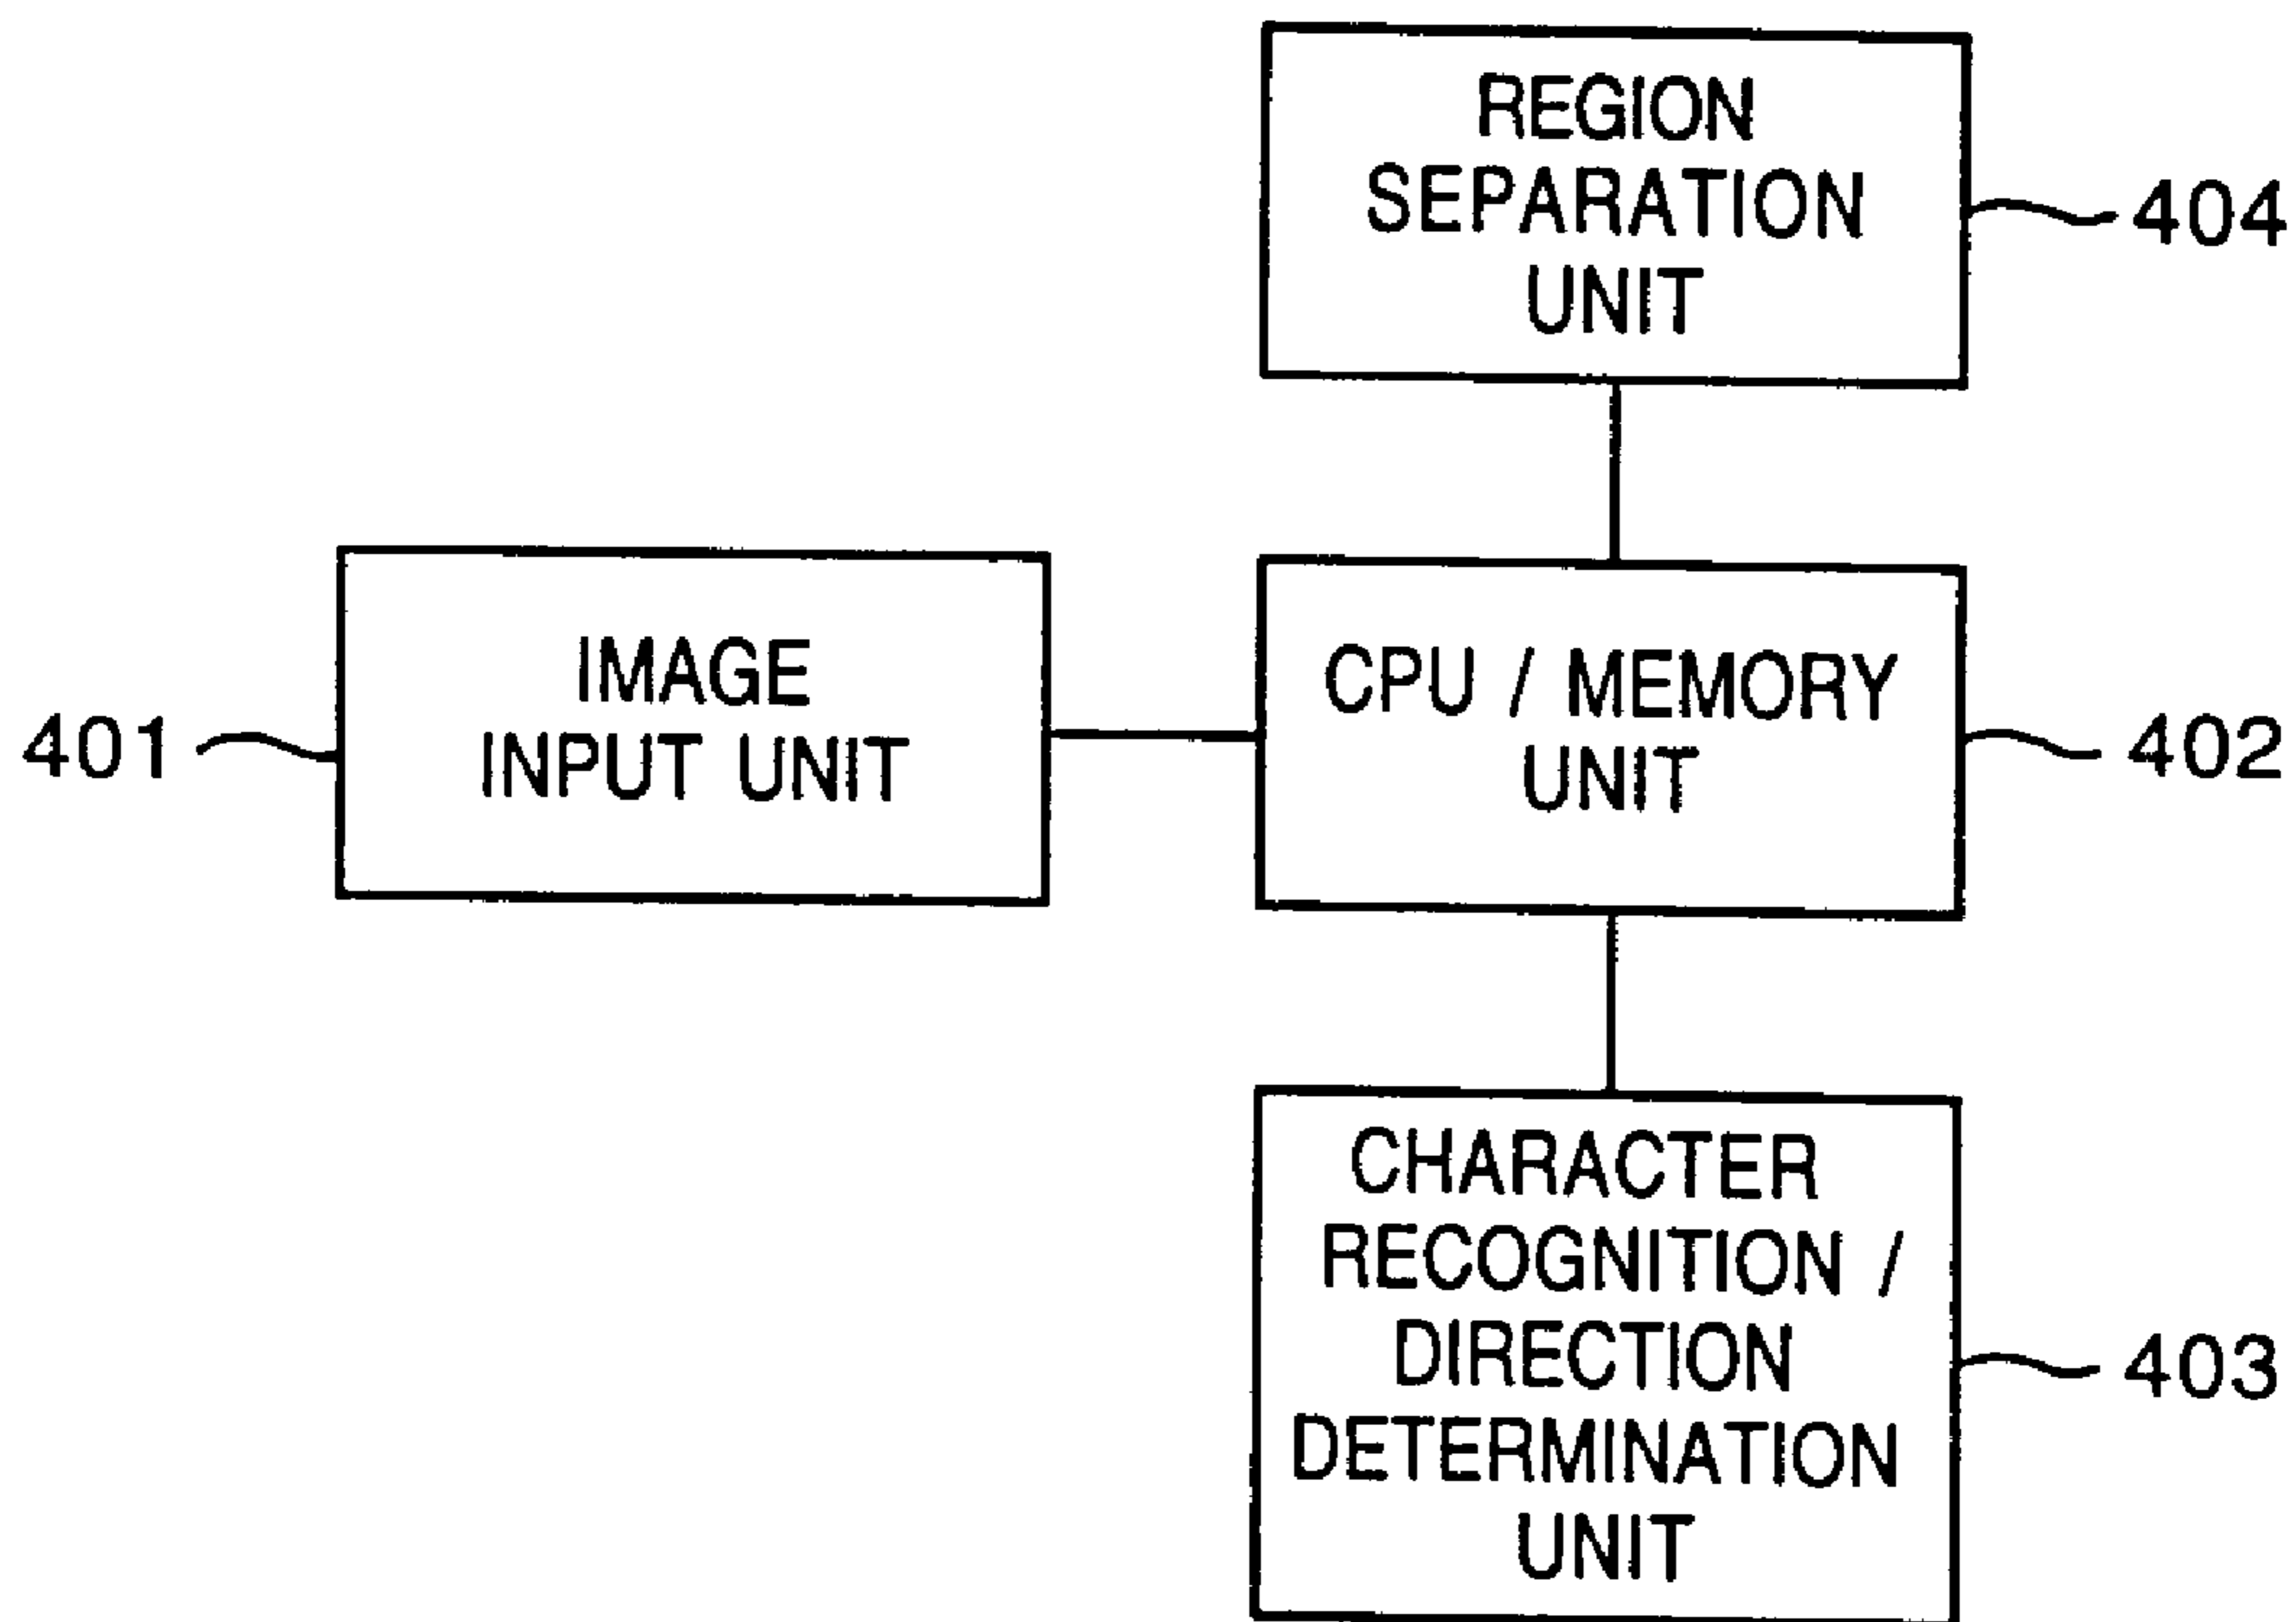 REGION
SEPARATION
UNIT
404
IMAGE
INPUT UNIT
401
CPU / MEMORY
UNIT
402
CHARACTER
RECOGNITION /
DIRECTION
DETERMINATION
UNIT
403